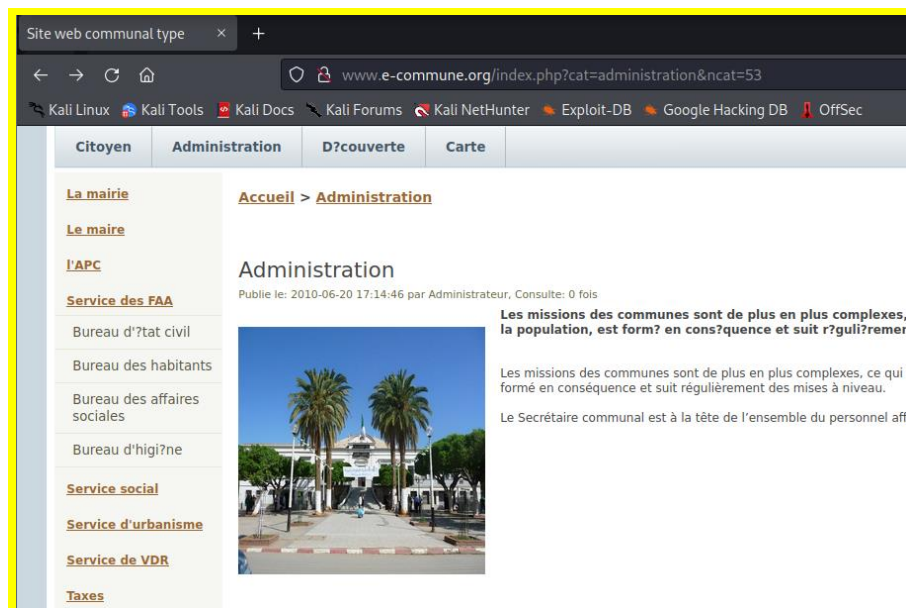 Site web communal type × +
www.e-commune.org/index.php?cat=administration&ncat=53
Kali Linux Kali Tools Kali Docs Kali Forums Kali NetHunter Exploit-DB Google Hacking DB OffSec
Citoyen Administration D?couverte Carte
La mairie
Le maire
l'APC
Service des FAA
Bureau d'?tat civil
Bureau des habitants
Bureau des affaires
sociales
Bureau d'higi?ne
Service social
Service d'urbanisme
Service de VDR
Taxes
Accueil > Administration
Administration
Publie le: 2010-06-20 17:14:46 par Administrateur, Consulte: 0 fois
Les missions des communes sont de plus en plus complexes,
la population, est form? en cons?quence et suit r?guli?remer
Les missions des communes sont de plus en plus complexes, ce qui
formé en conséquence et suit régulièrement des mises à niveau.
Le Secrétaire communal est à la tête de l'ensemble du personnel aff